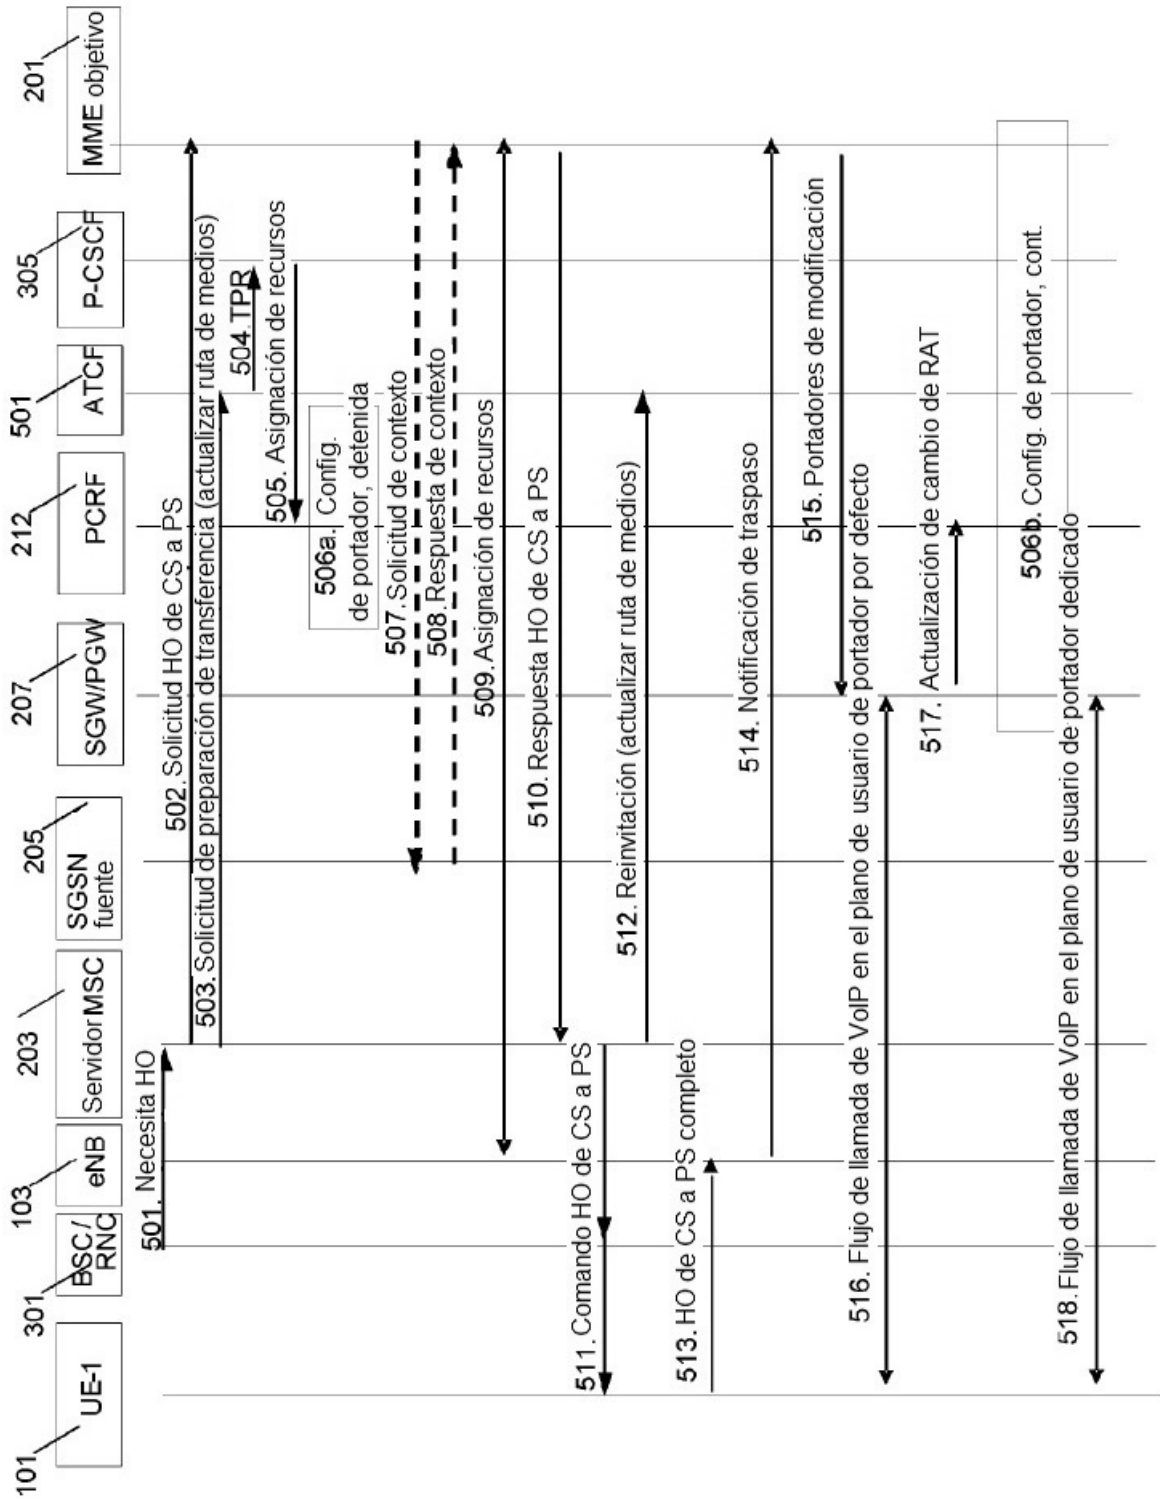 101
301
103
203
205
207
212
501
305
201
UE-1
BSC /
RNC
eNB
Servidor MSC
SGSN
fuente
SGW/PGW
PCRF
ATCF
P-CSCF
MME objetivo
501. Necesita HO
502. Solicitud HO de CS a PS
503. Solicitud de preparación de transferencia (actualizar ruta de medios)
504. TPR
505. Asignación de recursos
506a. Config.
de portador, detenida
507. Solicitud de contexto
508. Respuesta de contexto
509. Asignación de recursos
510. Respuesta HO de CS a PS
511. Comando HO de CS a PS
512. Reinvitación (actualizar ruta de medios)
513. HO de CS a PS completo
514. Notificación de traspaso
515. Portadores de modificación
516. Flujo de llamada de VoIP en el plano de usuario de portador por defecto
517. Actualización de cambio de RAT
506b. Config. de portador, cont.
518. Flujo de llamada de VoIP en el plano de usuario de portador dedicado